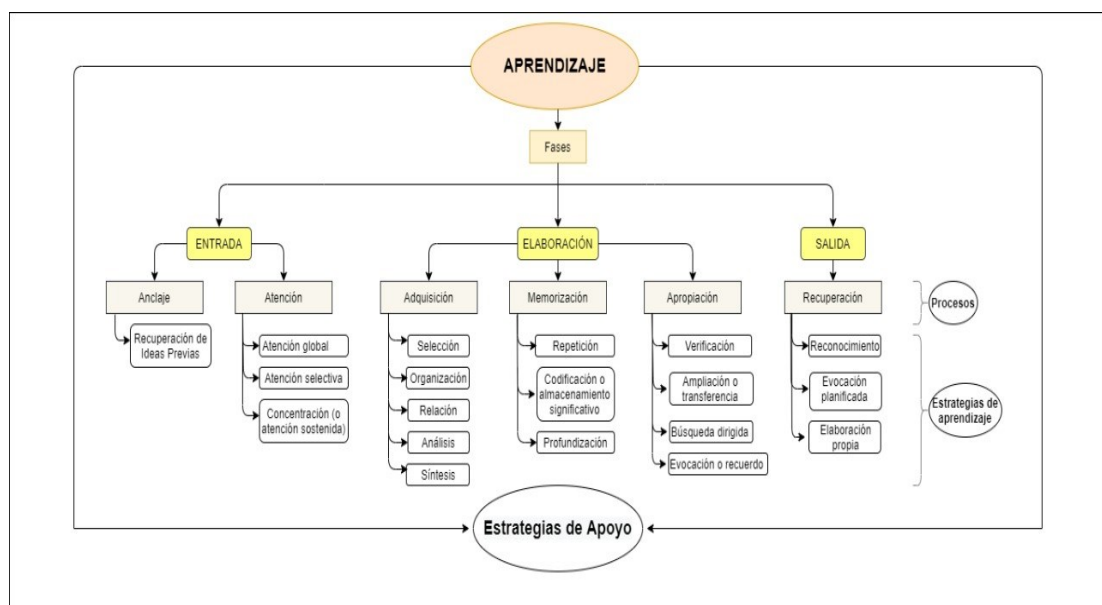 APRENDIZAJE
Fases
ENTRADA
ELABORACIÓN
SALIDA
Anclaje
Atención
Adquisición
Memorización
Apropiación
Recuperación
Procesos
Recuperación de
Ideas Previas
Atención global
Atención selectiva
Concentración (o
atención sostenida)
Selección
Organización
Relación
Análisis
Síntesis
Repetición
Codificación o
almacenamiento
significativo
Profundización
Verificación
Ampliación o
transferencia
Búsqueda dirigida
Evocación o recuerdo
Reconocimiento
Evocación
planificada
Elaboración
propia
Estrategias de
aprendizaje
Estrategias de Apoyo